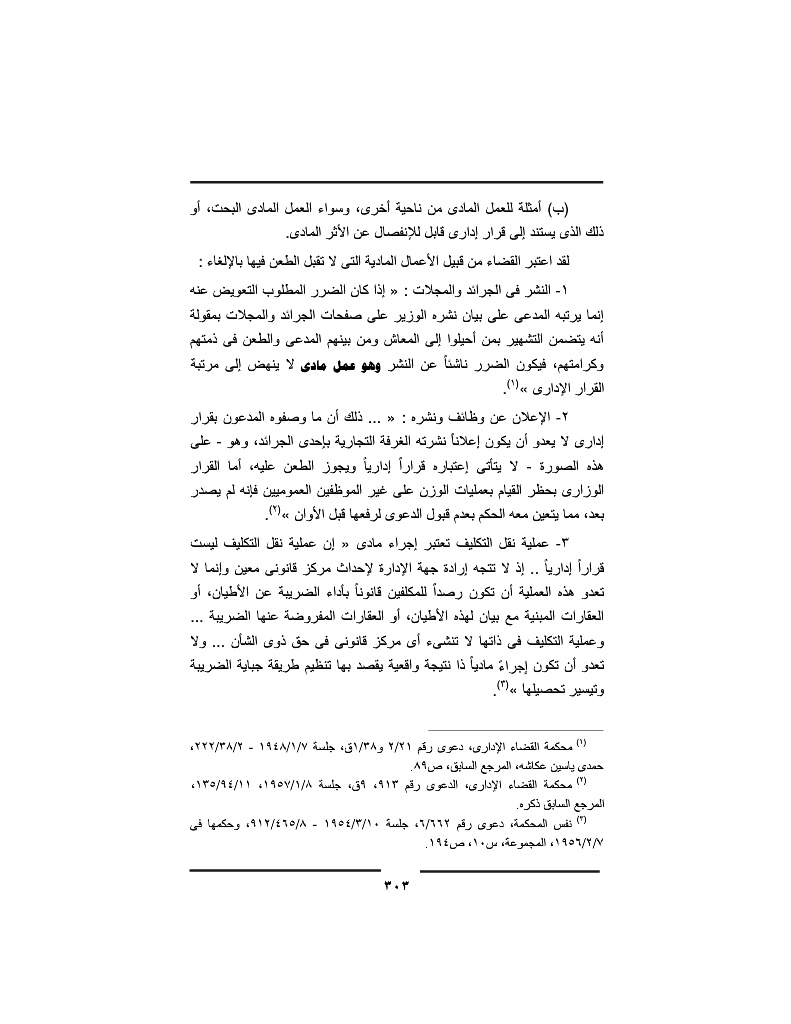 (ب) أمثلة للعمل المادى من ناحية أخرى، وسواء العمل المادى البحت، أو
ذلك الذى يستند إلى قرار إدارى قابل للإنفصال عن الأثر المادى.
لقد اعتبر القضاء من قبيل الأعمال المادية التى لا تقبل الطعن فيها بالإلغاء :
١- النشر فى الجرائد والمجلات : « إذا كان الضرر المطلوب التعويض عنه
إنما يرتبه المدعى على بيان نشره الوزير على صفحات الجرائد والمجلات بمقولة
أنه يتضمن التشهير بمن أحيلوا إلى المعاش ومن بينهم المدعى والطعن فى ذمتهم
وكرامتهم، فيكون الضرر ناشئاً عن النشر وهو عمل مادى لا ينهض إلى مرتبة
القرار الإدارى »(١).
٢- الإعلان عن وظائف ونشره : « ... ذلك أن ما وصفوه المدعون بقرار
إدارى لا يعدو أن يكون إعلاناً نشرته الغرفة التجارية بإحدى الجرائد، وهو - على
هذه الصورة - لا يتأتى إعتباره قراراً إدارياً ويجوز الطعن عليه، أما القرار
الوزارى بحظر القيام بعمليات الوزن على غير الموظفين العموميين فإنه لم يصدر
بعد، مما يتعين معه الحكم بعدم قبول الدعوى لرفعها قبل الأوان »(٢).
٣- عملية نقل التكليف تعتبر إجراء مادى « إن عملية نقل التكليف ليست
قراراً إدارياً .. إذ لا تتجه إرادة جهة الإدارة لإحداث مركز قانونى معين وإنما لا
تعدو هذه العملية أن تكون رصداً للمكلفين قانوناً بأداء الضريبة عن الأطيان، أو
العقارات المبنية مع بيان لهذه الأطيان، أو العقارات المفروضة عنها الضريبة ...
وعملية التكليف فى ذاتها لا تنشىء أى مركز قانونى فى حق ذوى الشأن ... ولا
تعدو أن تكون إجراءً مادياً ذا نتيجة واقعية يقصد بها تنظيم طريقة جباية الضريبة
وتيسير تحصيلها »(٣).
(١) محكمة القضاء الإدارى، دعوى رقم ٢/٢١ و١/٣٨ق، جلسة ١٩٤٨/١/٧ - ٢٢٢/٣٨/٢،
حمدى ياسين عكاشه، المرجع السابق، ص٨٩.
(٢) محكمة القضاء الإدارى، الدعوى رقم ٩١٣، ٩ق، جلسة ١٩٥٧/١/٨، ١٣٥/٩٤/١١،
المرجع السابق ذكره.
(٣) نفس المحكمة، دعوى رقم ٦/٦٦٢، جلسة ١٩٥٤/٣/١٠ - ٩١٢/٤٦٥/٨، وحكمها فى
١٩٥٦/٢/٧، المجموعة، س١٠، ص١٩٤.
٣٠٣